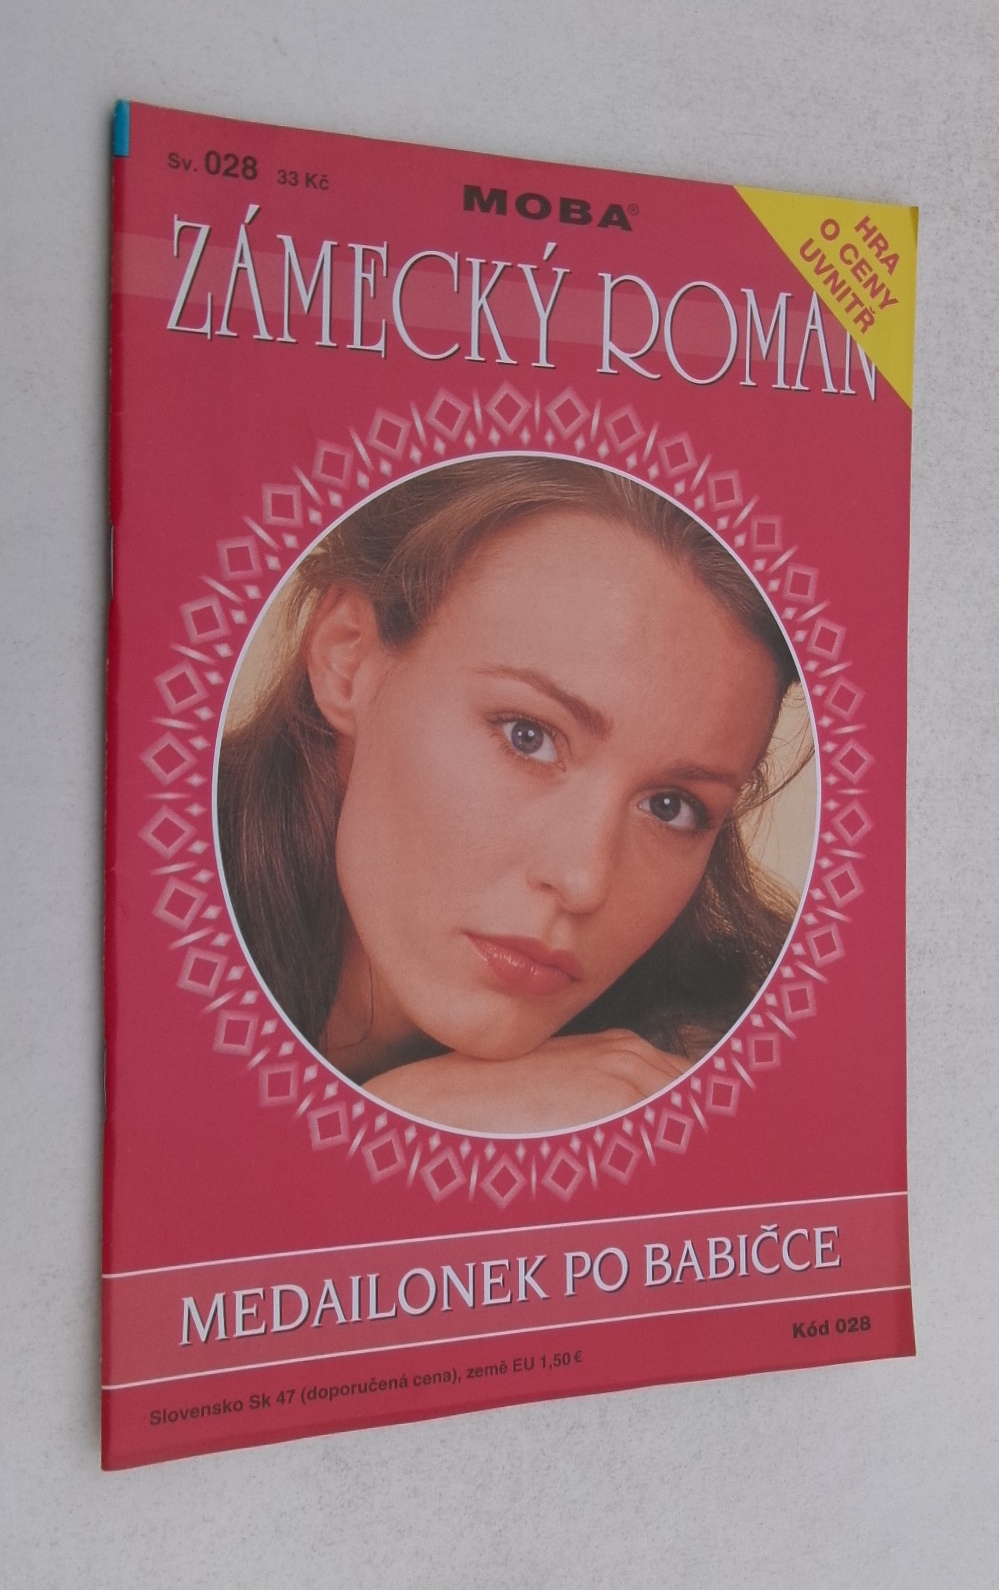 Sv. 028 33 Kč
MOBA®
HRA
O CENY
UVNITŘ
ZÁMECKÝ ROMÁN
MEDAILONEK PO BABIČCE
Kód 028
Slovensko Sk 47 (doporučená cena), země EU 1,50 €